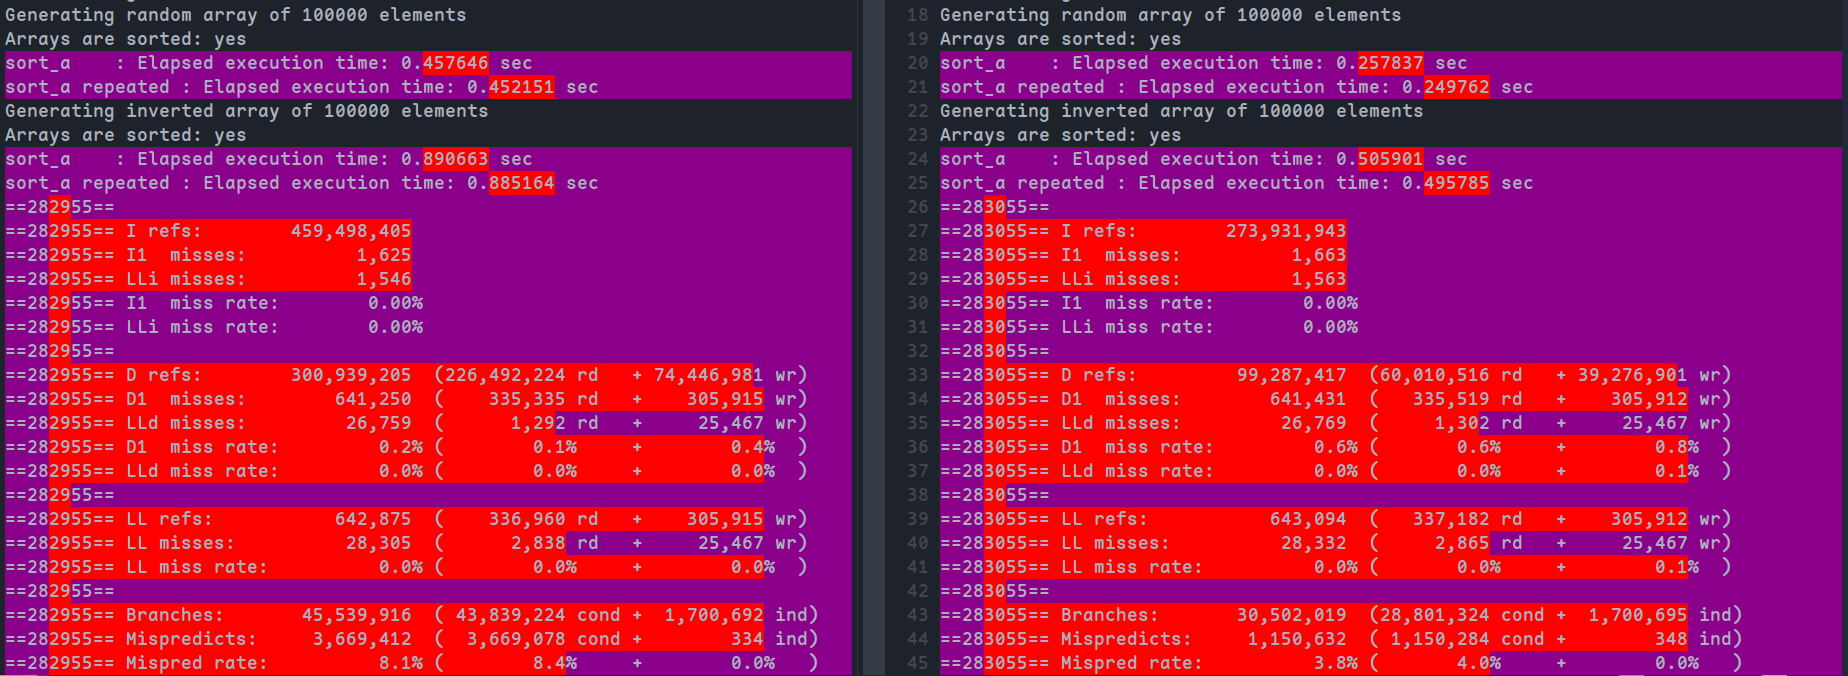 Generating random array of 100000 elements
Arrays are sorted: yes
sort_a    : Elapsed execution time: 0.457646 sec
sort_a repeated : Elapsed execution time: 0.452151 sec
Generating inverted array of 100000 elements
Arrays are sorted: yes
sort_a    : Elapsed execution time: 0.890663 sec
sort_a repeated : Elapsed execution time: 0.885164 sec
==282955==
==282955== I refs:        459,498,405
==282955== I1  misses:          1,625
==282955== LLi misses:          1,546
==282955== I1  miss rate:        0.00%
==282955== LLi miss rate:        0.00%
==282955==
==282955== D refs:        300,939,205  (226,492,224 rd   + 74,446,981 wr)
==282955== D1  misses:        641,250  (    335,335 rd   +    305,915 wr)
==282955== LLd misses:         26,759  (      1,292 rd   +     25,467 wr)
==282955== D1  miss rate:         0.2% (        0.1%     +        0.4%  )
==282955== LLd miss rate:         0.0% (        0.0%     +        0.0%  )
==282955==
==282955== LL refs:           642,875  (    336,960 rd   +    305,915 wr)
==282955== LL misses:          28,305  (      2,838 rd   +     25,467 wr)
==282955== LL miss rate:          0.0% (        0.0%     +        0.0%  )
==282955==
==282955== Branches:       45,539,916  ( 43,839,224 cond +  1,700,692 ind)
==282955== Mispredicts:     3,669,412  (  3,669,078 cond +        334 ind)
==282955== Mispred rate:          8.1% (        8.4%     +        0.0%   )
18 Generating random array of 100000 elements
19 Arrays are sorted: yes
20 sort_a    : Elapsed execution time: 0.257837 sec
21 sort_a repeated : Elapsed execution time: 0.249762 sec
22 Generating inverted array of 100000 elements
23 Arrays are sorted: yes
24 sort_a    : Elapsed execution time: 0.505901 sec
25 sort_a repeated : Elapsed execution time: 0.495785 sec
26 ==283055==
27 ==283055== I refs:        273,931,943
28 ==283055== I1  misses:          1,663
29 ==283055== LLi misses:          1,563
30 ==283055== I1  miss rate:        0.00%
31 ==283055== LLi miss rate:        0.00%
32 ==283055==
33 ==283055== D refs:         99,287,417  (60,010,516 rd   + 39,276,901 wr)
34 ==283055== D1  misses:        641,431  (   335,519 rd   +    305,912 wr)
35 ==283055== LLd misses:         26,769  (     1,302 rd   +     25,467 wr)
36 ==283055== D1  miss rate:         0.6% (       0.6%     +        0.8%  )
37 ==283055== LLd miss rate:         0.0% (       0.0%     +        0.1%  )
38 ==283055==
39 ==283055== LL refs:           643,094  (   337,182 rd   +    305,912 wr)
40 ==283055== LL misses:          28,332  (     2,865 rd   +     25,467 wr)
41 ==283055== LL miss rate:          0.0% (       0.0%     +        0.1%  )
42 ==283055==
43 ==283055== Branches:       30,502,019  (28,801,324 cond +  1,700,695 ind)
44 ==283055== Mispredicts:     1,150,632  ( 1,150,284 cond +        348 ind)
45 ==283055== Mispred rate:          3.8% (       4.0%     +        0.0%   )